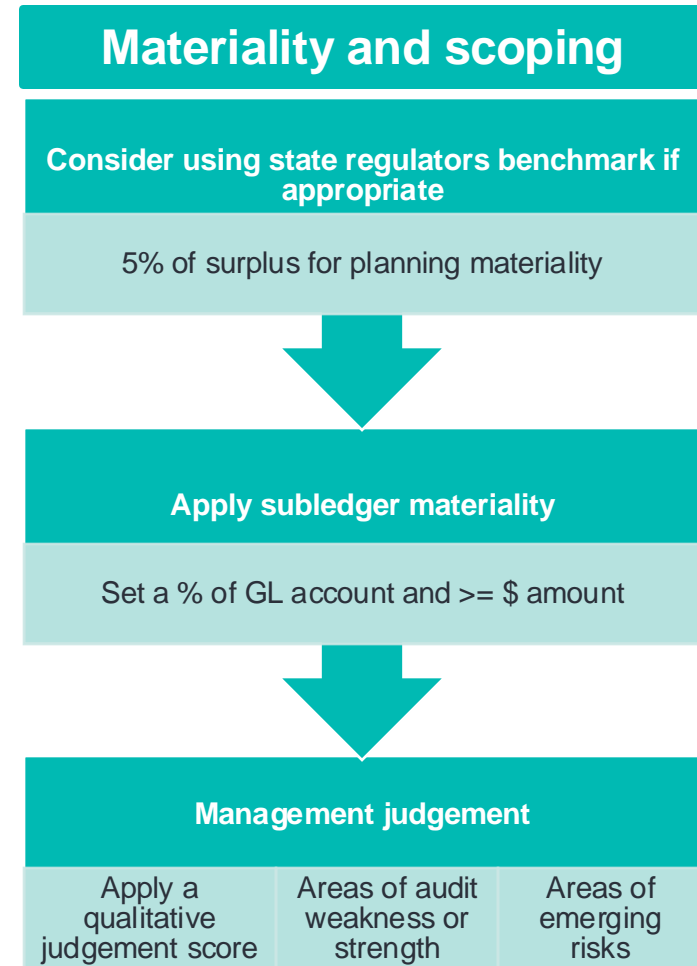 Materiality and scoping
Consider using state regulators benchmark if
appropriate
5% of surplus for planning materiality
Apply subledger materiality
Set a % of GL account and >= $ amount
Management judgement
Apply a
qualitative
judgement score
Areas of audit
weakness or
strength
Areas of
emerging
risks